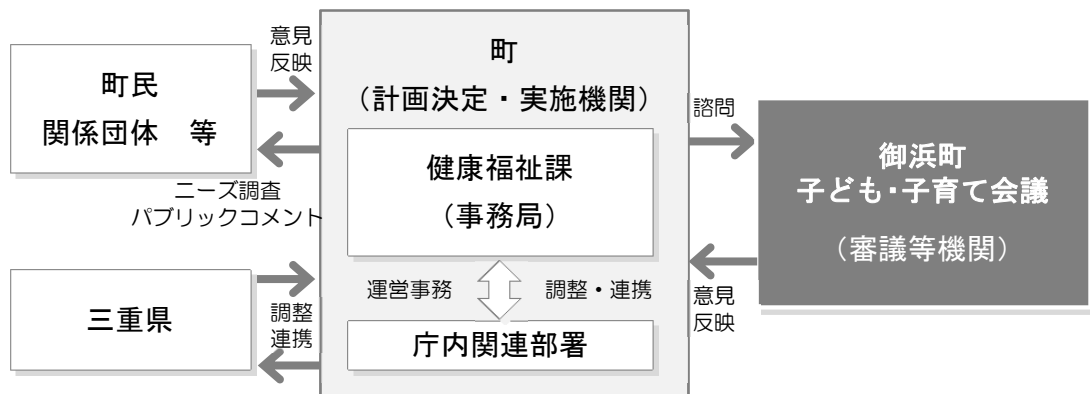 町民
関係団体　等
意見
反映
ニーズ調査
パブリックコメント
三重県
調整
連携
町
（計画決定・実施機関）
健康福祉課
（事務局）
運営事務
調整・連携
庁内関連部署
諮問
意見
反映
御浜町
子ども・子育て会議
（審議等機関）